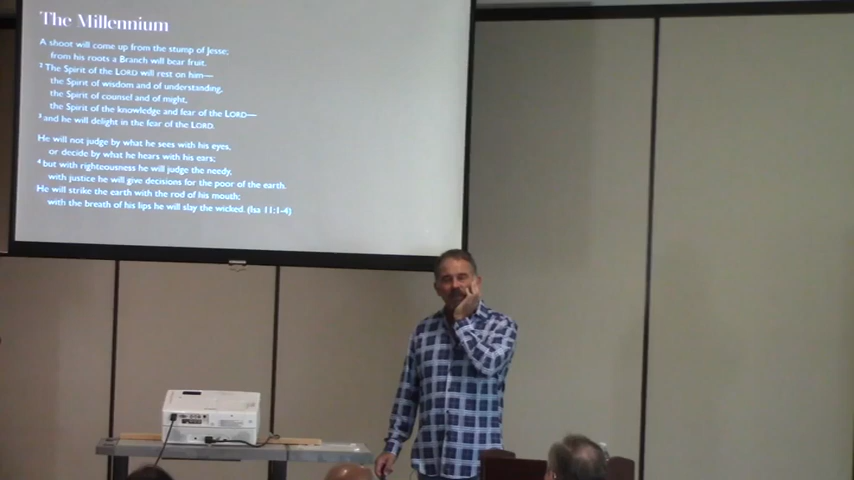 The Millennium
A shoot will come up from the stump of Jesse;
from his roots a Branch will bear fruit.
2 The Spirit of the LORD will rest on him—
the Spirit of wisdom and of understanding,
the Spirit of counsel and of might,
the Spirit of the knowledge and fear of the LORD—
3 and he will delight in the fear of the LORD.
He will not judge by what he sees with his eyes,
or decide by what he hears with his ears;
4 but with righteousness he will judge the needy,
with justice he will give decisions for the poor of the earth.
He will strike the earth with the rod of his mouth;
with the breath of his lips he will slay the wicked. (Isa 11:1-4)